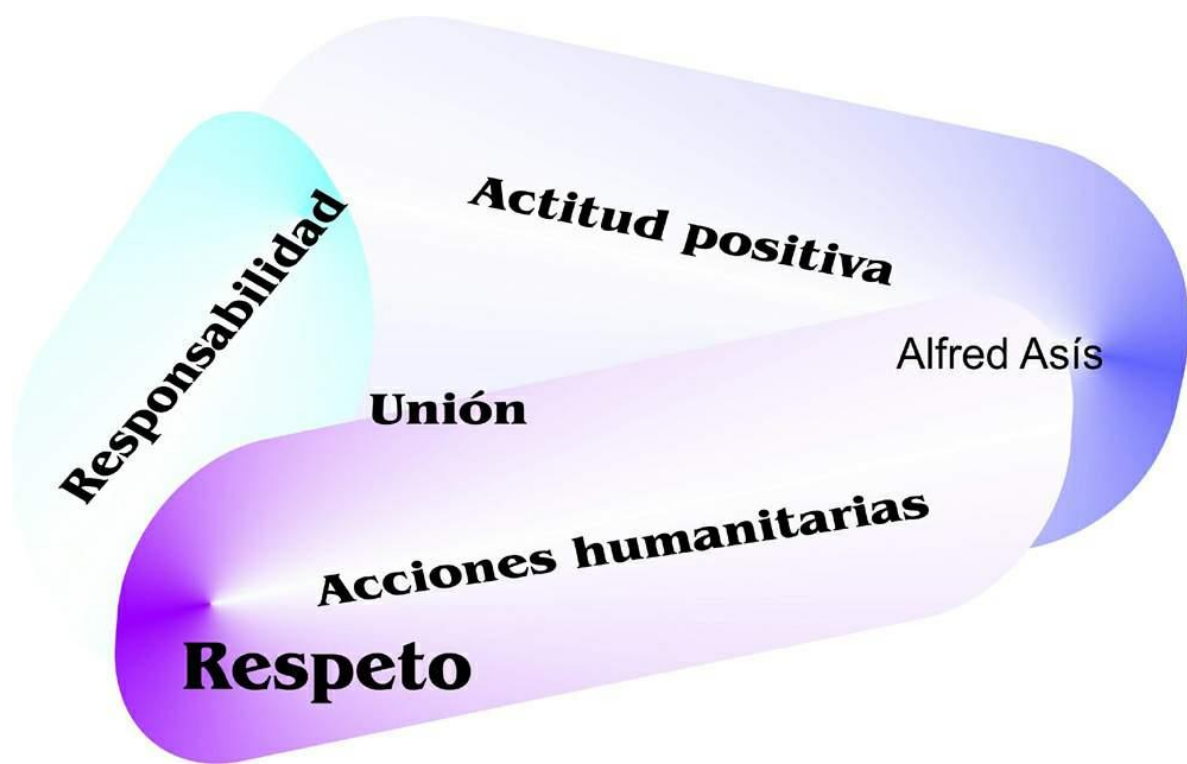 Actitud positiva
Responsabilidad
Alfred Asís
Unión
Acciones humanitarias
Respeto